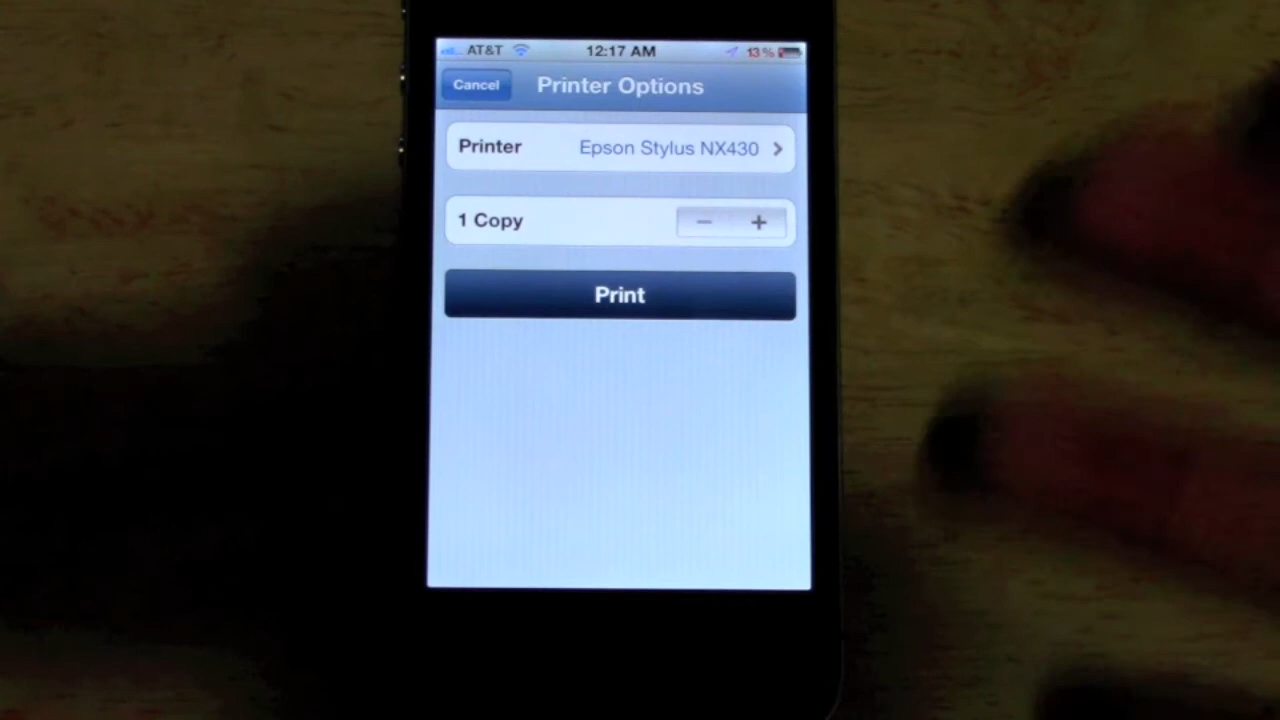 AT&T 12:17 AM 13%
Cancel Printer Options
Printer Epson Stylus NX430
1 Copy − +
Print